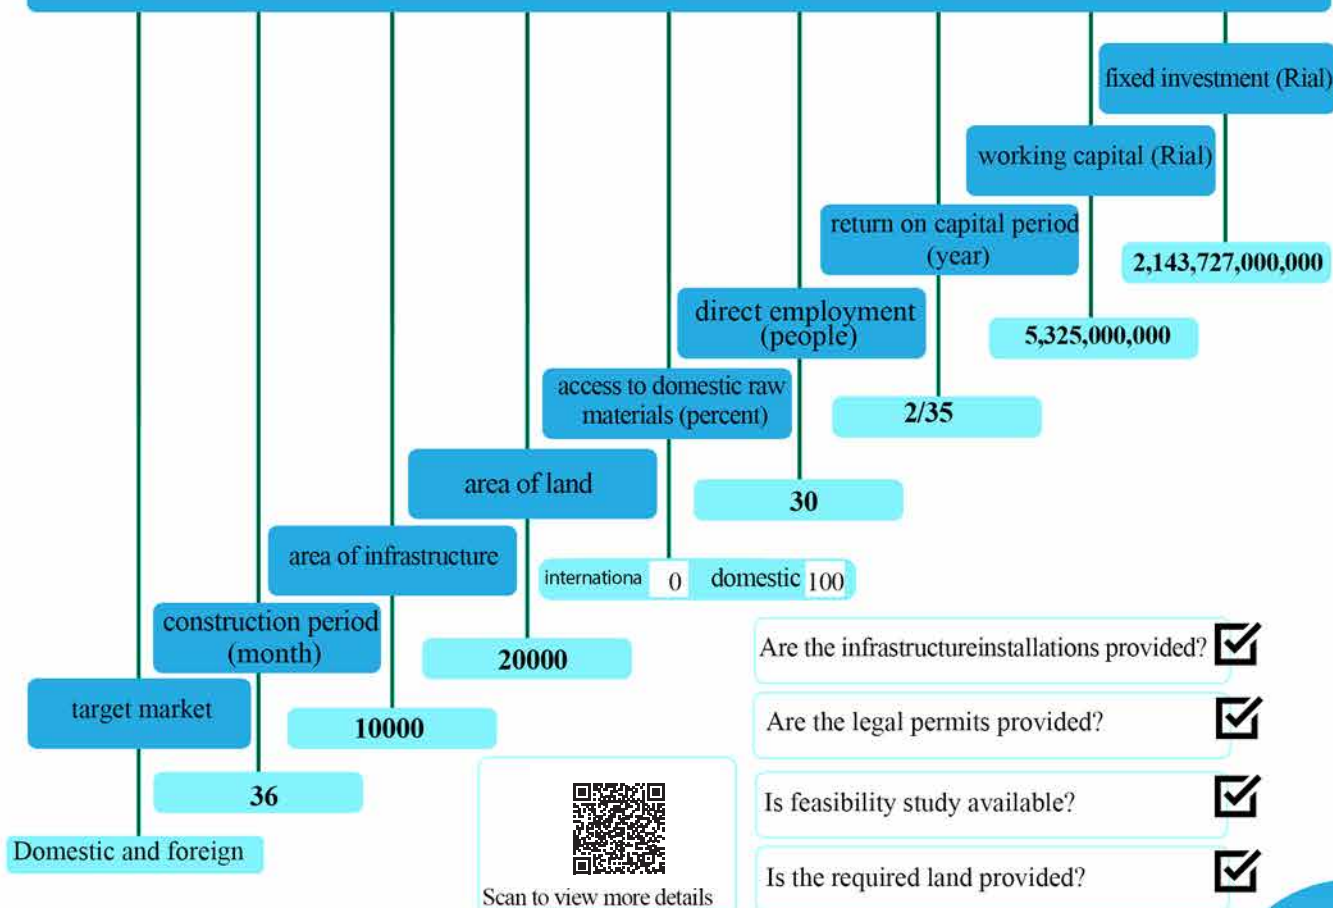 fixed investment (Rial)
2,143,727,000,000
working capital (Rial)
5,325,000,000
return on capital period
(year)
2/35
direct employment
(people)
30
access to domestic raw
materials (percent)
internationa 0 domestic 100
area of land
20000
area of infrastructure
10000
construction period
(month)
36
target market
Domestic and foreign
Are the infrastructureinstallations provided?
Are the legal permits provided?
Is feasibility study available?
Is the required land provided?
Scan to view more details